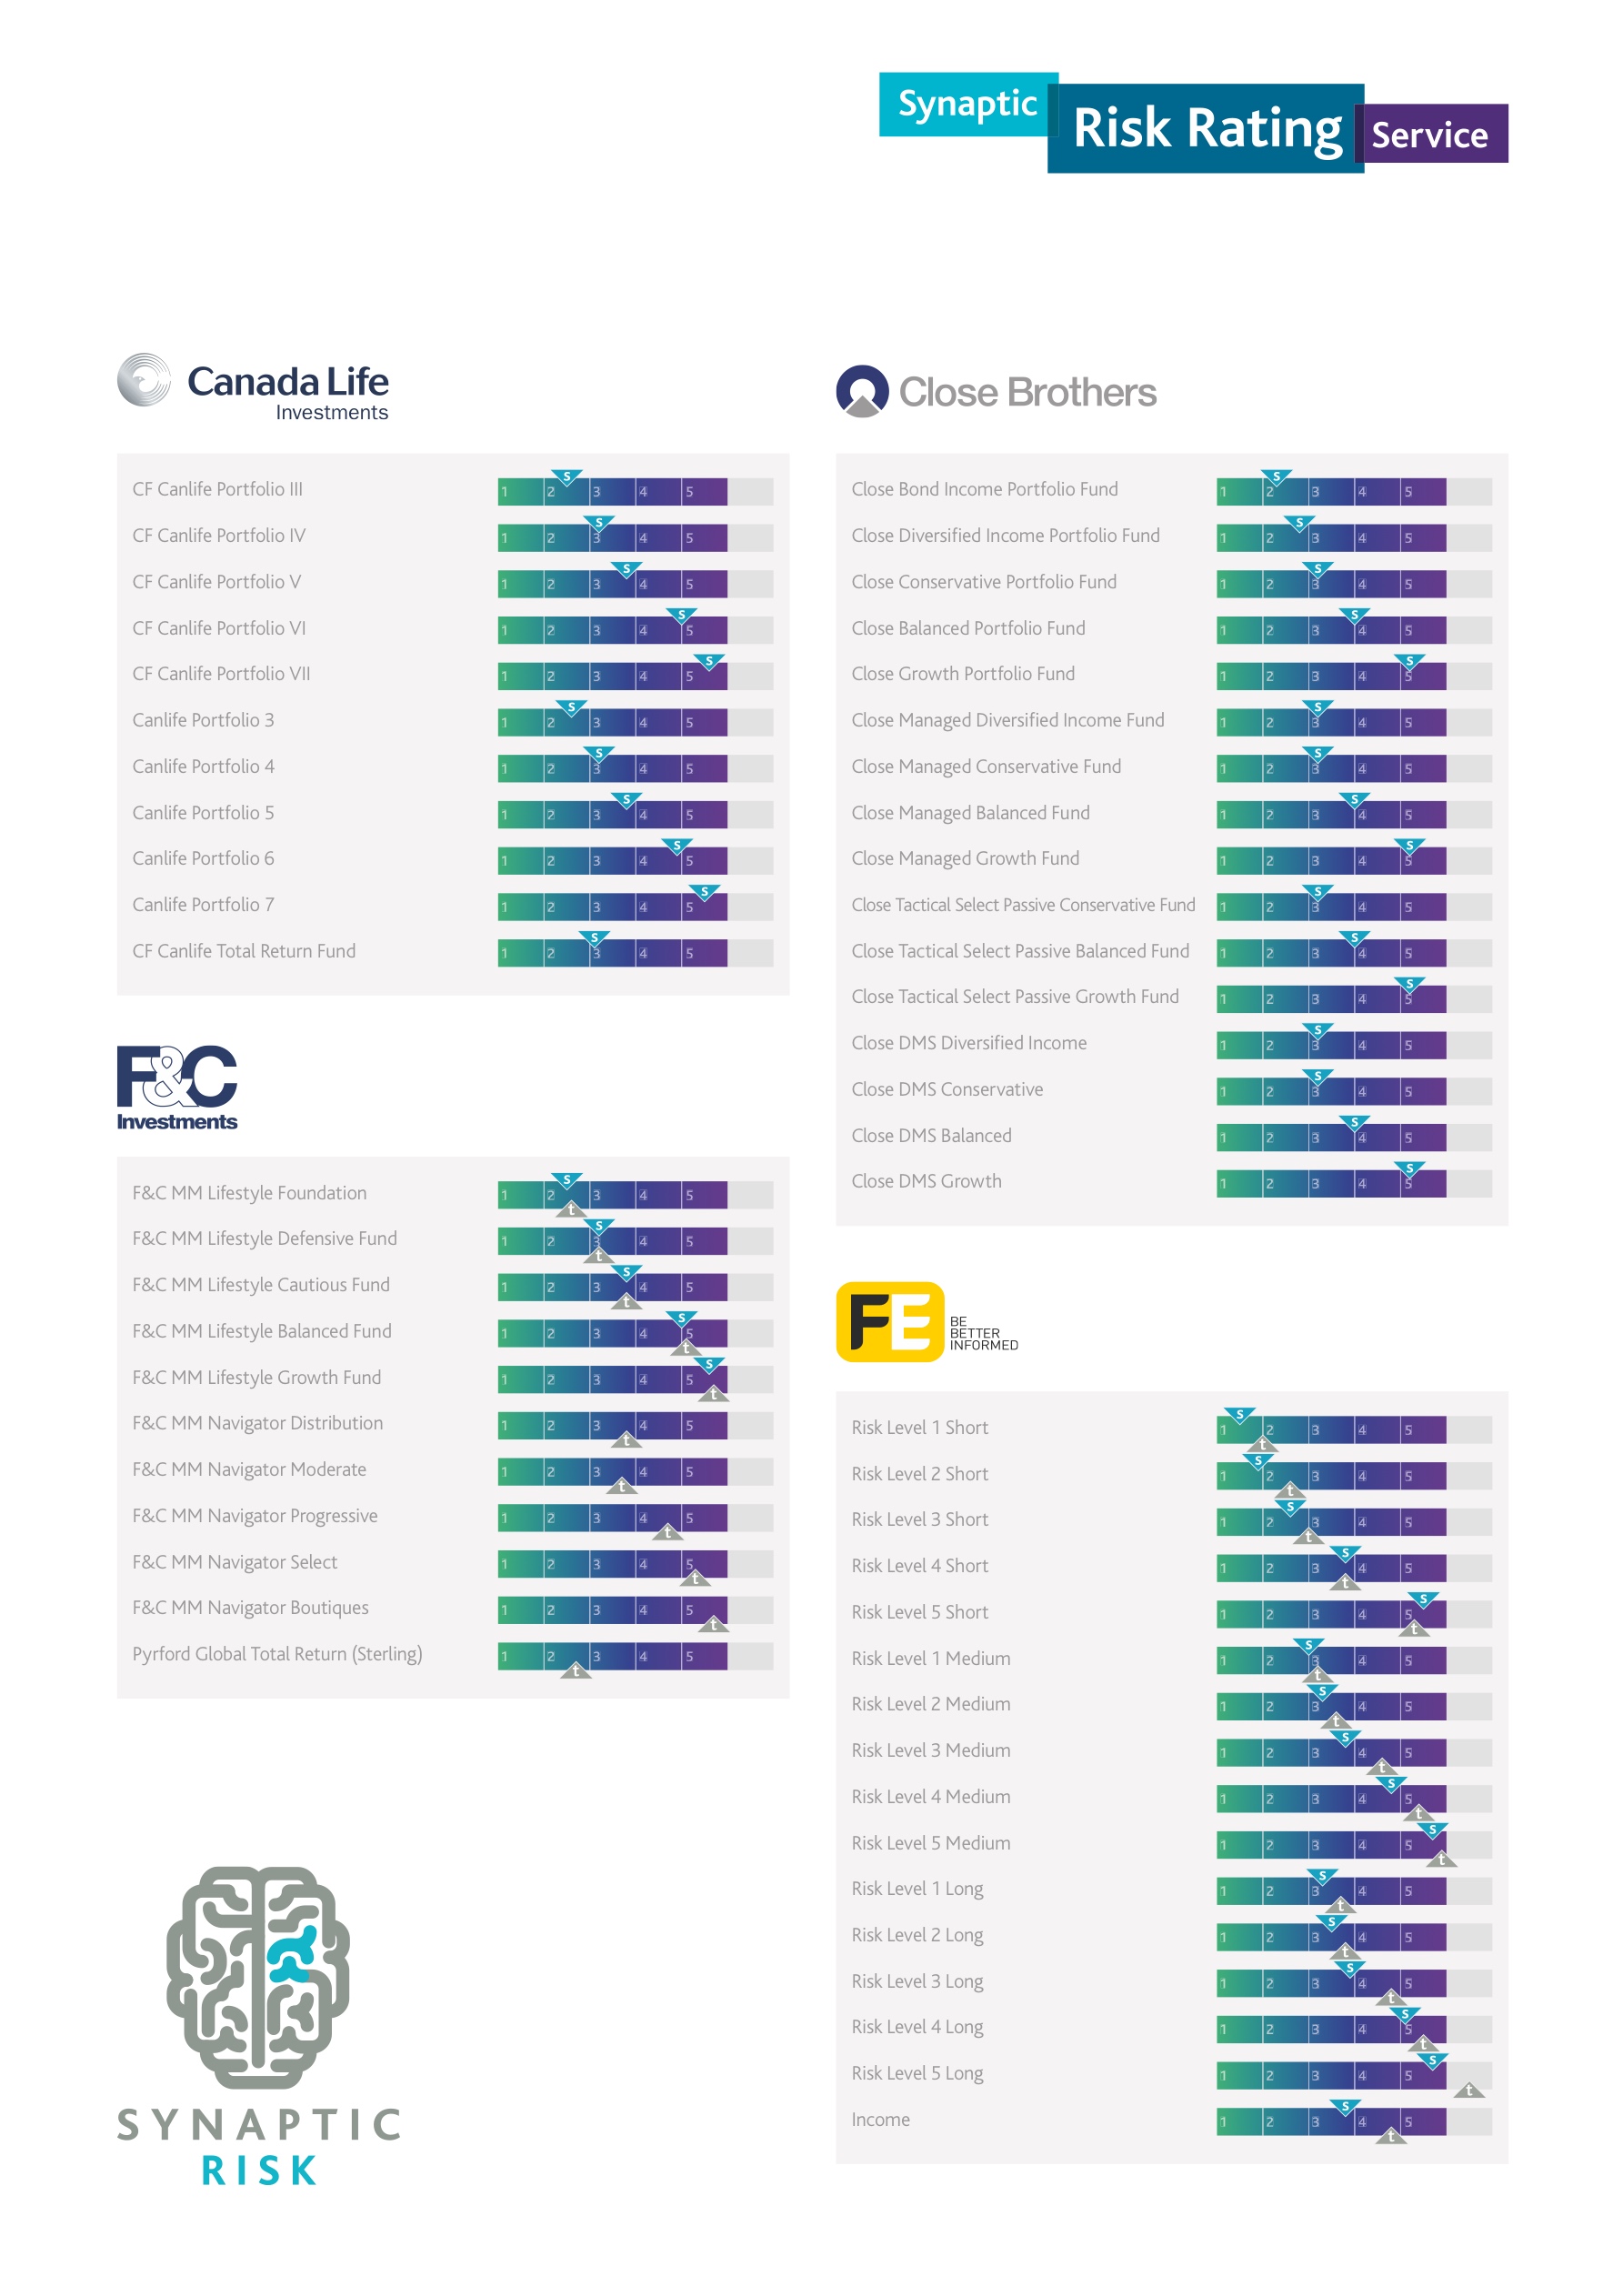 Synaptic Risk Rating Service
Canada Life
Investments
CF Canlife Portfolio III S 1 2 3 4 5
CF Canlife Portfolio IV S 1 2 3 4 5
CF Canlife Portfolio V S 1 2 3 4 5
CF Canlife Portfolio VI S 1 2 3 4 5
CF Canlife Portfolio VII S 1 2 3 4 5
Canlife Portfolio 3 S 1 2 3 4 5
Canlife Portfolio 4 S 1 2 3 4 5
Canlife Portfolio 5 S 1 2 3 4 5
Canlife Portfolio 6 S 1 2 3 4 5
Canlife Portfolio 7 S 1 2 3 4 5
CF Canlife Total Return Fund S 1 2 3 4 5
F&C
Investments
F&C MM Lifestyle Foundation S 1 2 3 4 5 t
F&C MM Lifestyle Defensive Fund S 1 2 3 4 5 t
F&C MM Lifestyle Cautious Fund S 1 2 3 4 5 t
F&C MM Lifestyle Balanced Fund S 1 2 3 4 5 t
F&C MM Lifestyle Growth Fund S 1 2 3 4 5 t
F&C MM Navigator Distribution 1 2 3 4 5 t
F&C MM Navigator Moderate 1 2 3 4 5 t
F&C MM Navigator Progressive 1 2 3 4 5 t
F&C MM Navigator Select 1 2 3 4 5 t
F&C MM Navigator Boutiques 1 2 3 4 5 t
Pyrford Global Total Return (Sterling) 1 2 3 4 5 t
SYNAPTIC
RISK
Close Brothers
Close Bond Income Portfolio Fund S 1 2 3 4 5
Close Diversified Income Portfolio Fund S 1 2 3 4 5
Close Conservative Portfolio Fund S 1 2 3 4 5
Close Balanced Portfolio Fund S 1 2 3 4 5
Close Growth Portfolio Fund S 1 2 3 4 5
Close Managed Diversified Income Fund S 1 2 3 4 5
Close Managed Conservative Fund S 1 2 3 4 5
Close Managed Balanced Fund S 1 2 3 4 5
Close Managed Growth Fund S 1 2 3 4 5
Close Tactical Select Passive Conservative Fund S 1 2 3 4 5
Close Tactical Select Passive Balanced Fund S 1 2 3 4 5
Close Tactical Select Passive Growth Fund S 1 2 3 4 5
Close DMS Diversified Income S 1 2 3 4 5
Close DMS Conservative S 1 2 3 4 5
Close DMS Balanced S 1 2 3 4 5
Close DMS Growth S 1 2 3 4 5
FE
BE
BETTER
INFORMED
Risk Level 1 Short S 1 2 3 4 5 t
Risk Level 2 Short S 1 2 3 4 5 t
Risk Level 3 Short S 1 2 3 4 5 t
Risk Level 4 Short S 1 2 3 4 5 t
Risk Level 5 Short S 1 2 3 4 5 t
Risk Level 1 Medium S 1 2 3 4 5 t
Risk Level 2 Medium S 1 2 3 4 5 t
Risk Level 3 Medium S 1 2 3 4 5 t
Risk Level 4 Medium S 1 2 3 4 5 t
Risk Level 5 Medium S 1 2 3 4 5 t
Risk Level 1 Long S 1 2 3 4 5 t
Risk Level 2 Long S 1 2 3 4 5 t
Risk Level 3 Long S 1 2 3 4 5 t
Risk Level 4 Long S 1 2 3 4 5 t
Risk Level 5 Long S 1 2 3 4 5 t
Income S 1 2 3 4 5 t